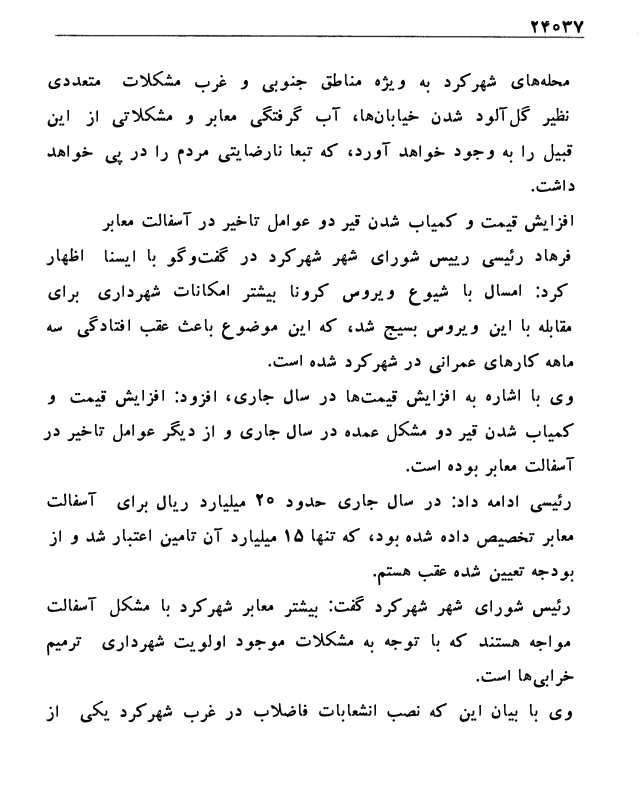 ۲۴۰۳۷
محله‌های شهرکرد به ویژه مناطق جنوبی و غرب مشکلات متعددی
نظیر گل‌آلود شدن خیابان‌ها، آب گرفتگی معابر و مشکلاتی از این
قبیل را به وجود خواهد آورد، که تبعا نارضایتی مردم را در پی خواهد
داشت.
افزایش قیمت و کمیاب شدن قیر دو عوامل تاخیر در آسفالت معابر
فرهاد رئیسی رییس شورای شهر شهرکرد در گفت‌وگو با ایسنا اظهار
کرد: امسال با شیوع ویروس کرونا بیشتر امکانات شهرداری برای
مقابله با این ویروس بسیج شد، که این موضوع باعث عقب افتادگی سه
ماهه کارهای عمرانی در شهرکرد شده است.
وی با اشاره به افزایش قیمت‌ها در سال جاری، افزود: افزایش قیمت و
کمیاب شدن قیر دو مشکل عمده در سال جاری و از دیگر عوامل تاخیر در
آسفالت معابر بوده است.
رئیسی ادامه داد: در سال جاری حدود ۲۰ میلیارد ریال برای آسفالت
معابر تخصیص داده شده بود، که تنها ۱۵ میلیارد آن تامین اعتبار شد و از
بودجه تعیین شده عقب هستم.
رئیس شورای شهر شهرکرد گفت: بیشتر معابر شهرکرد با مشکل آسفالت
مواجه هستند که با توجه به مشکلات موجود اولویت شهرداری ترمیم
خرابی‌ها است.
وی با بیان این که نصب انشعابات فاضلاب در غرب شهرکرد یکی از